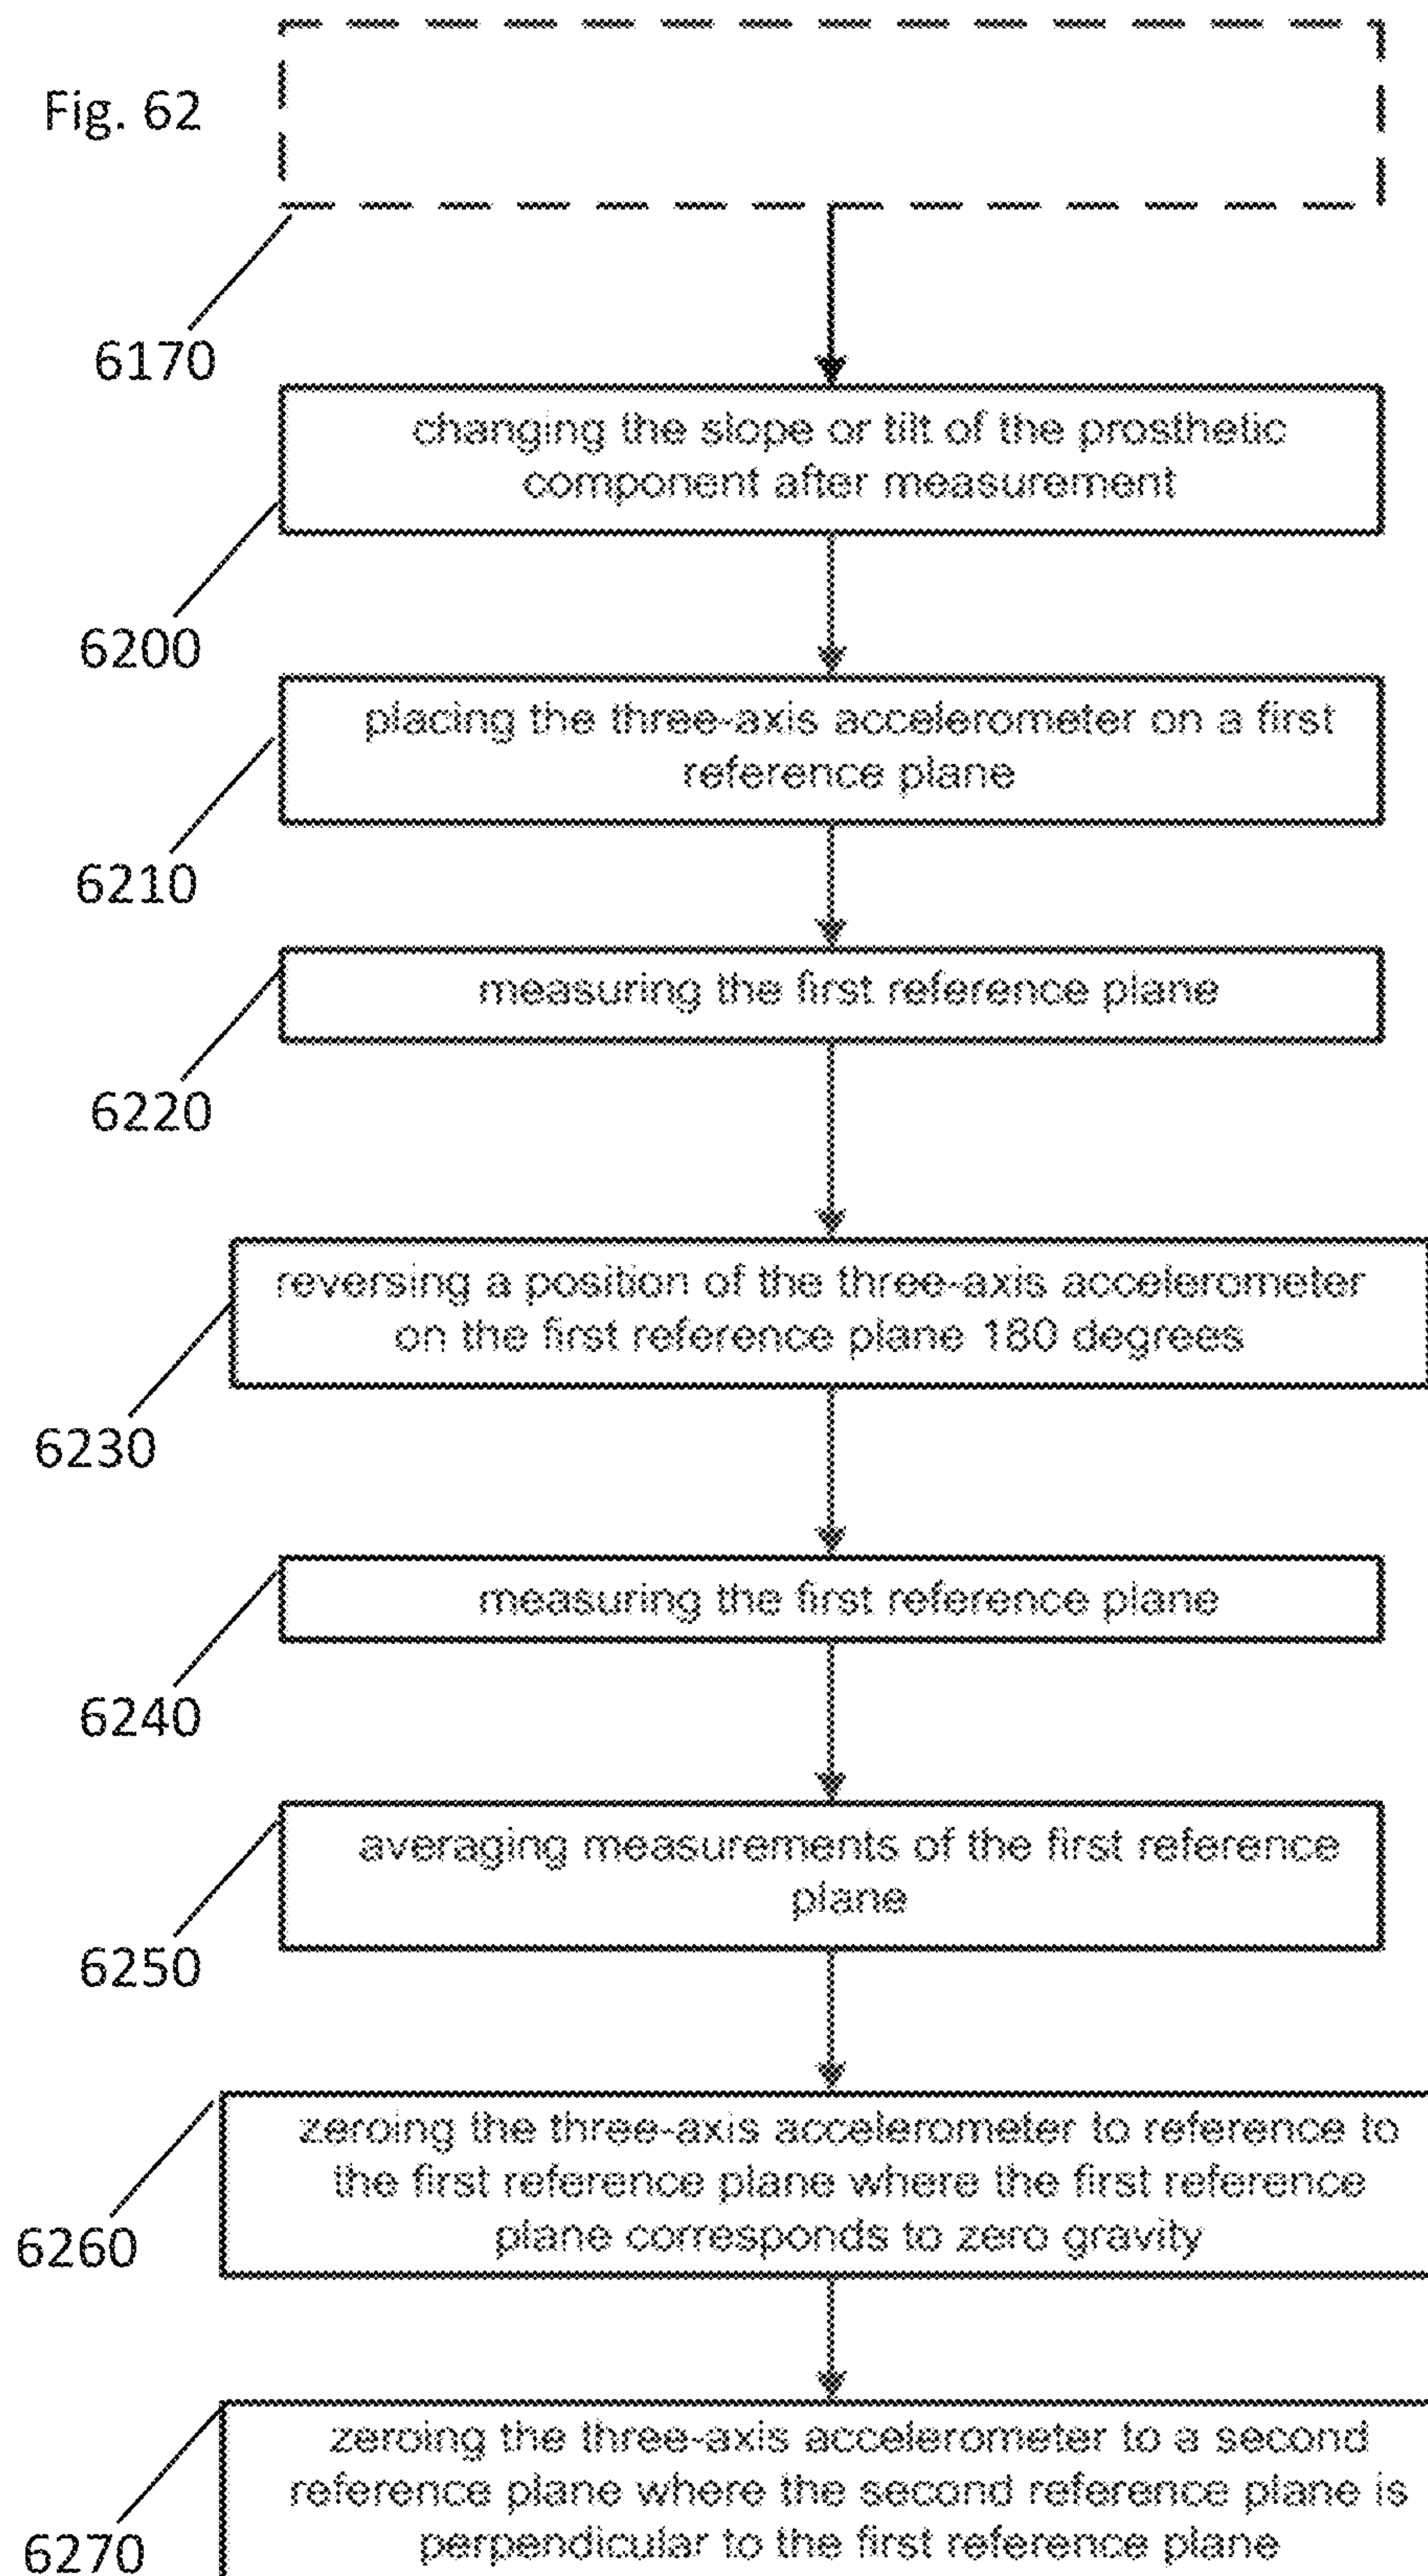 Fig. 62
6170
changing the slope or tilt of the prosthetic
component after measurement
6200
placing the three-axis accelerometer on a first
reference plane
6210
measuring the first reference plane
6220
reversing a position of the three-axis accelerometer
on the first reference plane 180 degrees
6230
measuring the first reference plane
6240
averaging measurements of the first reference
plane
6250
zeroing the three-axis accelerometer to reference to
the first reference plane where the first reference
plane corresponds to zero gravity
6260
zeroing the three-axis accelerometer to a second
reference plane where the second reference plane is
perpendicular to the first reference plane
6270